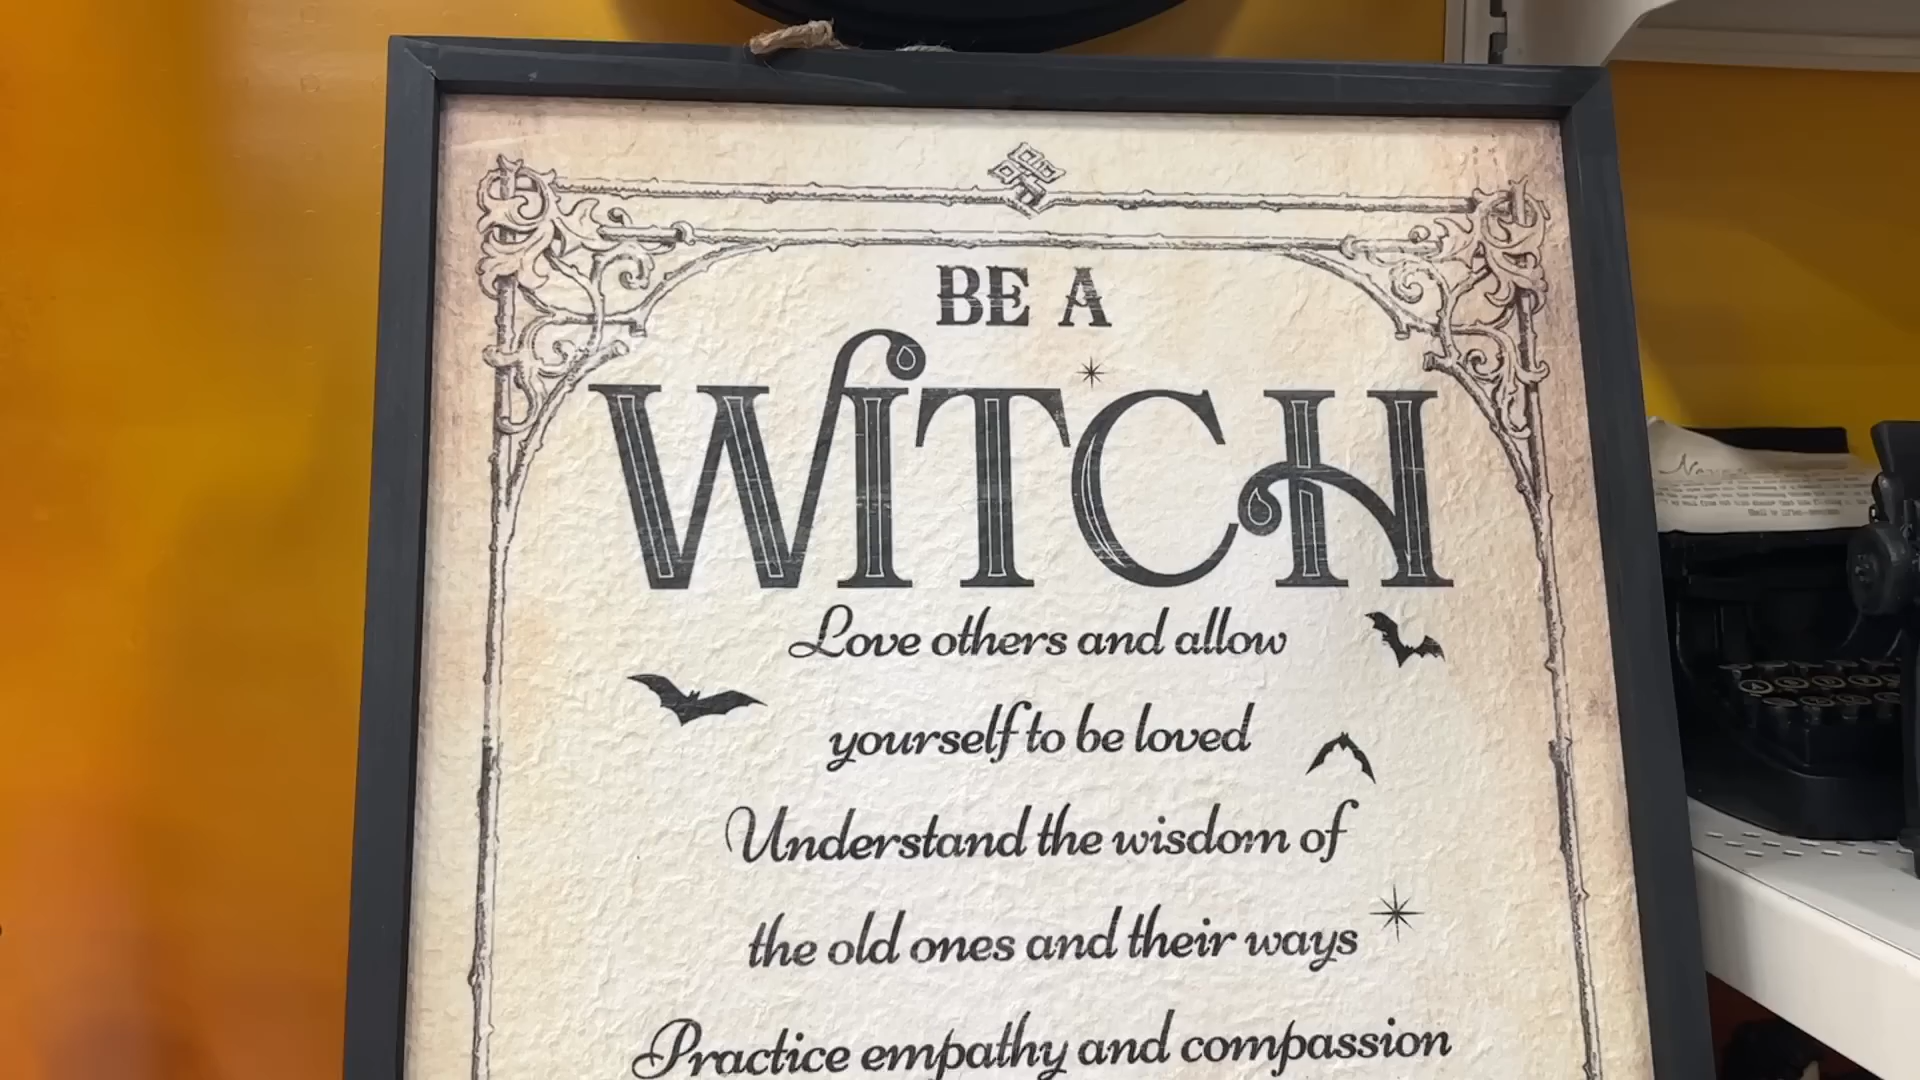 BE A
WITCH
Love others and allow
yourself to be loved
Understand the wisdom of
the old ones and their ways
Practice empathy and compassion